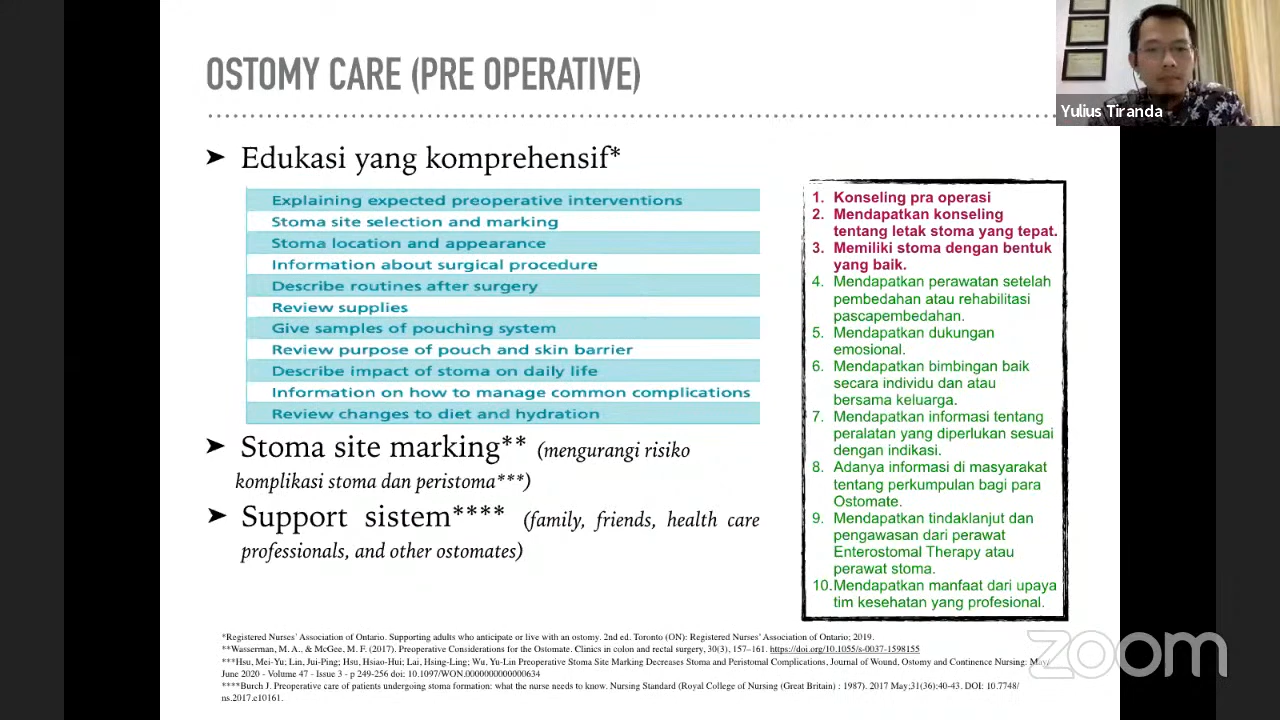 OSTOMY CARE (PRE OPERATIVE)
Yulius Tiranda
➤ Edukasi yang komprehensif*
Explaining expected preoperative interventions
Stoma site selection and marking
Stoma location and appearance
Information about surgical procedure
Describe routines after surgery
Review supplies
Give samples of pouching system
Review purpose of pouch and skin barrier
Describe impact of stoma on daily life
Information on how to manage common complications
Review changes to diet and hydration
➤ Stoma site marking** (mengurangi risiko
komplikasi stoma dan peristoma***)
➤ Support sistem**** (family, friends, health care
professionals, and other ostomates)
1. Konseling pra operasi
2. Mendapatkan konseling
tentang letak stoma yang tepat.
3. Memiliki stoma dengan bentuk
yang baik.
4. Mendapatkan perawatan setelah
pembedahan atau rehabilitasi
pascapembedahan.
5. Mendapatkan dukungan
emosional.
6. Mendapatkan bimbingan baik
secara individu dan atau
bersama keluarga.
7. Mendapatkan informasi tentang
peralatan yang diperlukan sesuai
dengan indikasi.
8. Adanya informasi di masyarakat
tentang perkumpulan bagi para
Ostomate.
9. Mendapatkan tindaklanjut dan
pengawasan dari perawat
Enterostomal Therapy atau
perawat stoma.
10. Mendapatkan manfaat dari upaya
tim kesehatan yang profesional.
*Registered Nurses' Association of Ontario. Supporting adults who anticipate or live with an ostomy. 2nd ed. Toronto (ON): Registered Nurses' Association of Ontario; 2019.
**Wasserman, M. A., & McGee, M. F. (2017). Preoperative Considerations for the Ostomate. Clinics in colon and rectal surgery, 30(3), 157–161. https://doi.org/10.1055/s-0037-1598155
***Hsu, Mei-Yu; Lin, Jui-Ping; Hsu, Hsiao-Hui; Lai, Hsing-Ling; Wu, Yu-Lin Preoperative Stoma Site Marking Decreases Stoma and Peristomal Complications, Journal of Wound, Ostomy and Continence Nursing: May/
June 2020 - Volume 47 - Issue 3 - p 249-256 doi: 10.1097/WON.0000000000000634
****Burch J. Preoperative care of patients undergoing stoma formation: what the nurse needs to know. Nursing Standard (Royal College of Nursing (Great Britain) : 1987). 2017 May;31(36):40-43. DOI: 10.7748/
ns.2017.e10161.
zoom